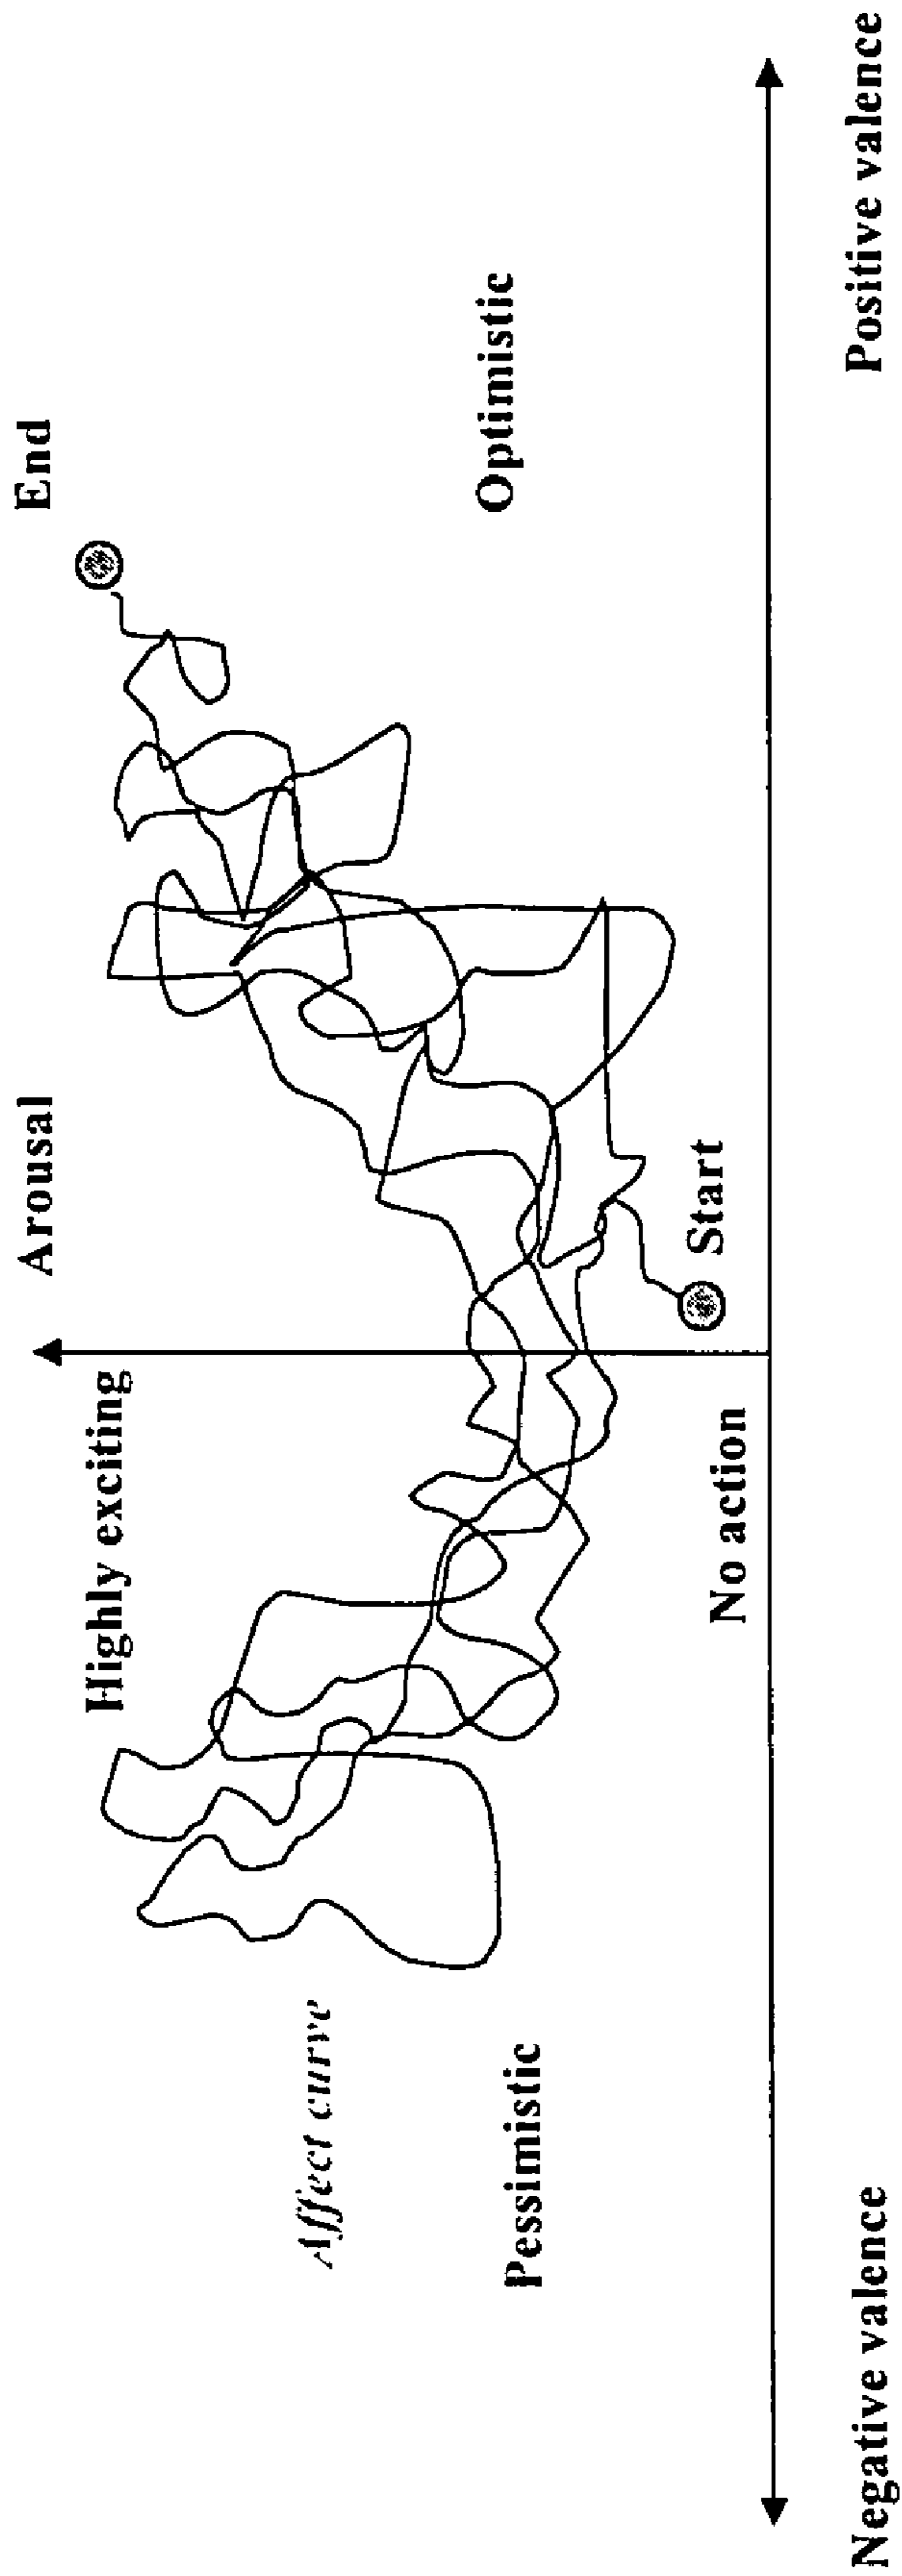 Arousal
End
Highly exciting
Affect curve
Optimistic
Pessimistic
Start
No action
Negative valence
Positive valence